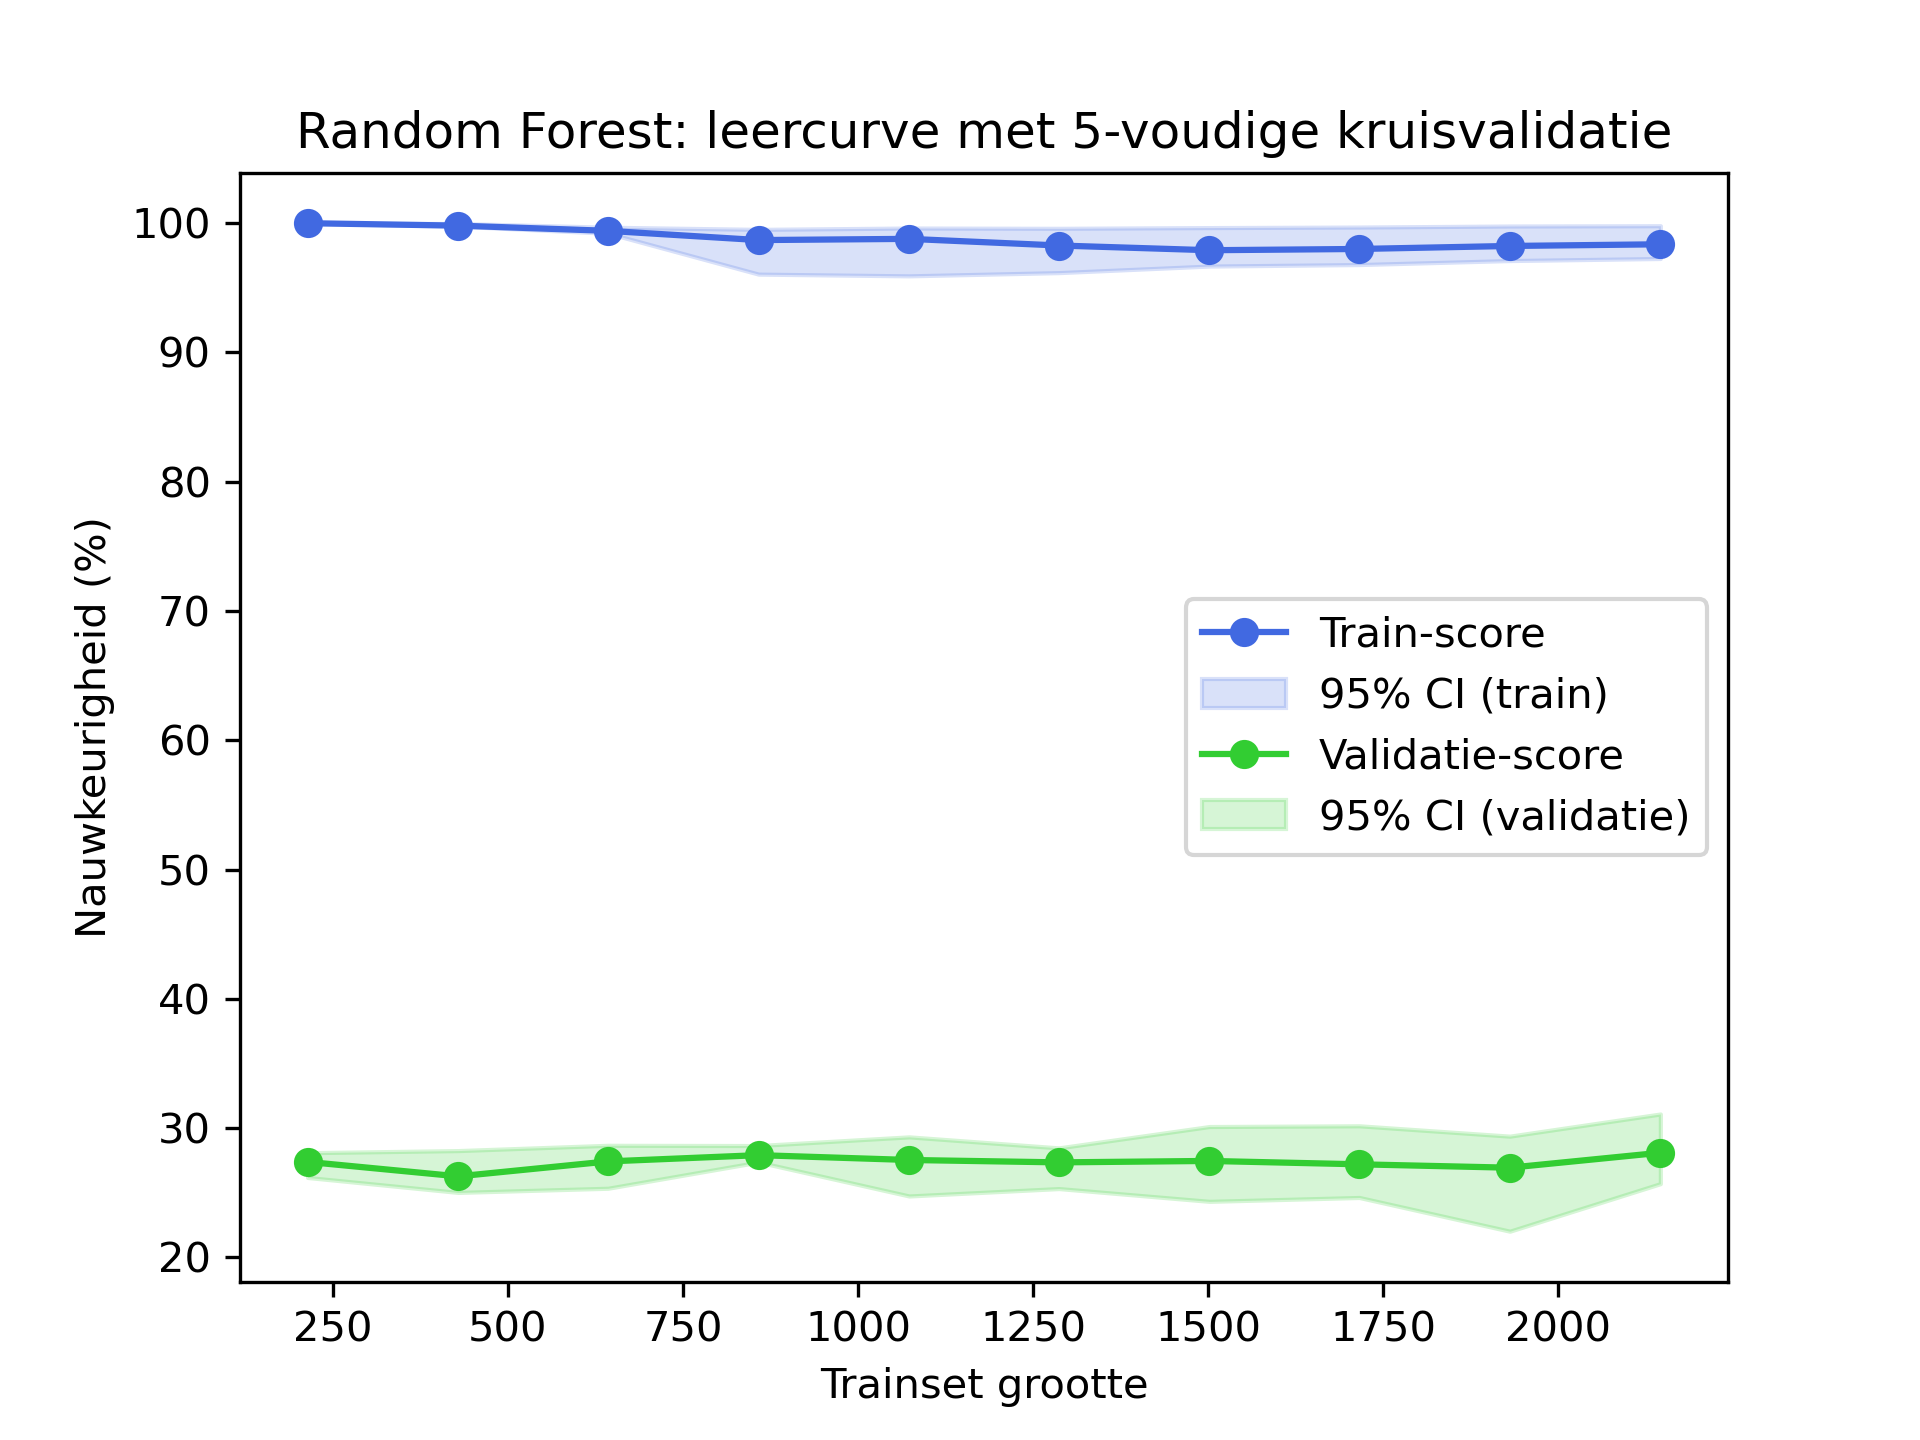 Random Forest: leercurve met 5-voudige kruisvalidatie
Nauwkeurigheid (%)
100
90
80
70
60
50
40
30
20
Train-score
95% CI (train)
Validatie-score
95% CI (validatie)
250 500 750 1000 1250 1500 1750 2000
Trainset grootte